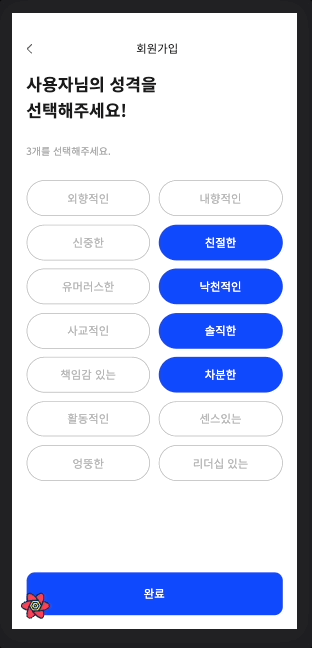 회원가입
사용자님의 성격을
선택해주세요!
3개를 선택해주세요.
외향적인 내향적인
신중한 친절한
유머러스한 낙천적인
사교적인 솔직한
책임감 있는 차분한
활동적인 센스있는
엉뚱한 리더십 있는
완료